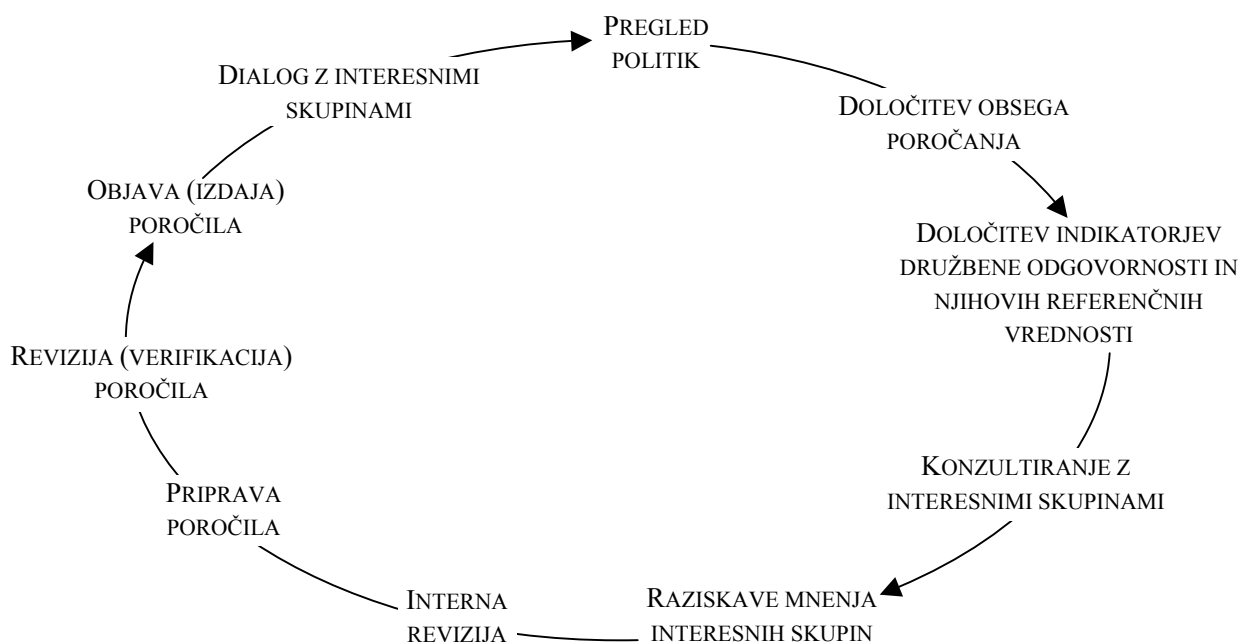 PREGLED
POLITIK
DOLOČITEV OBSEGA
POROČANJA
DOLOČITEV INDIKATORJEV
DRUŽBENE ODGOVORNOSTI IN
NJIHOVIH REFERENČNIH
VREDNOSTI
KONZULTIRANJE Z
INTERESNIMI SKUPINAMI
RAZISKAVE MNENJA
INTERESNIH SKUPIN
INTERNA
REVIZIJA
PRIPRAVA
POROČILA
REVIZIJA (VERIFIKACIJA)
POROČILA
OBJAVA (IZDAJA)
POROČILA
DIALOG Z INTERESNIMI
SKUPINAMI